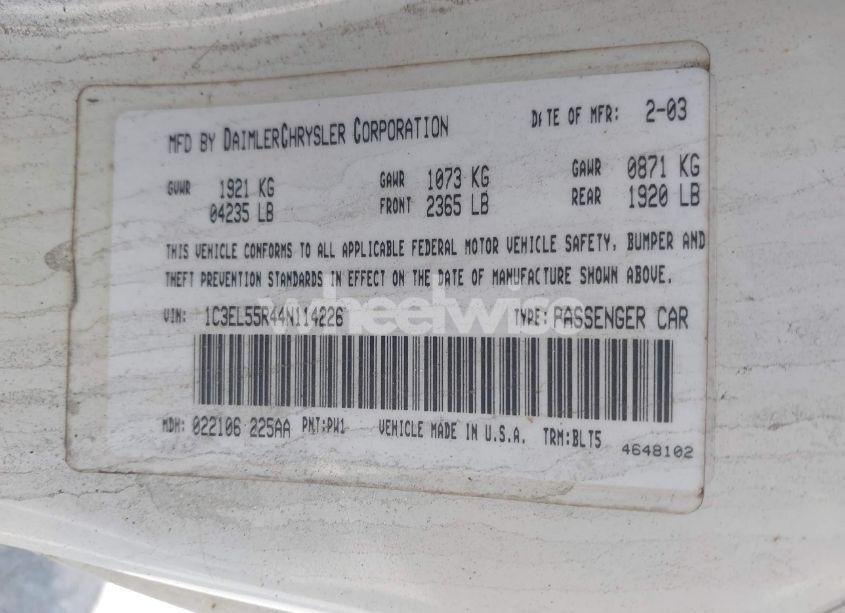 MFD BY DAIMLERCHRYSLER CORPORATION DATE OF MFR: 2-03
GVWR 1921 KG GAWR 1073 KG GAWR 0871 KG
04235 LB FRONT 2365 LB REAR 1920 LB
THIS VEHICLE CONFORMS TO ALL APPLICABLE FEDERAL MOTOR VEHICLE SAFETY, BUMPER AND
THEFT PREVENTION STANDARDS IN EFFECT ON THE DATE OF MANUFACTURE SHOWN ABOVE.
wheelwise
VIN: 1C3EL55R44N114226 TYPE: PASSENGER CAR
MDH: 022106 225AA PNT:PW1 VEHICLE MADE IN U.S.A. TRM:BLT5
4648102